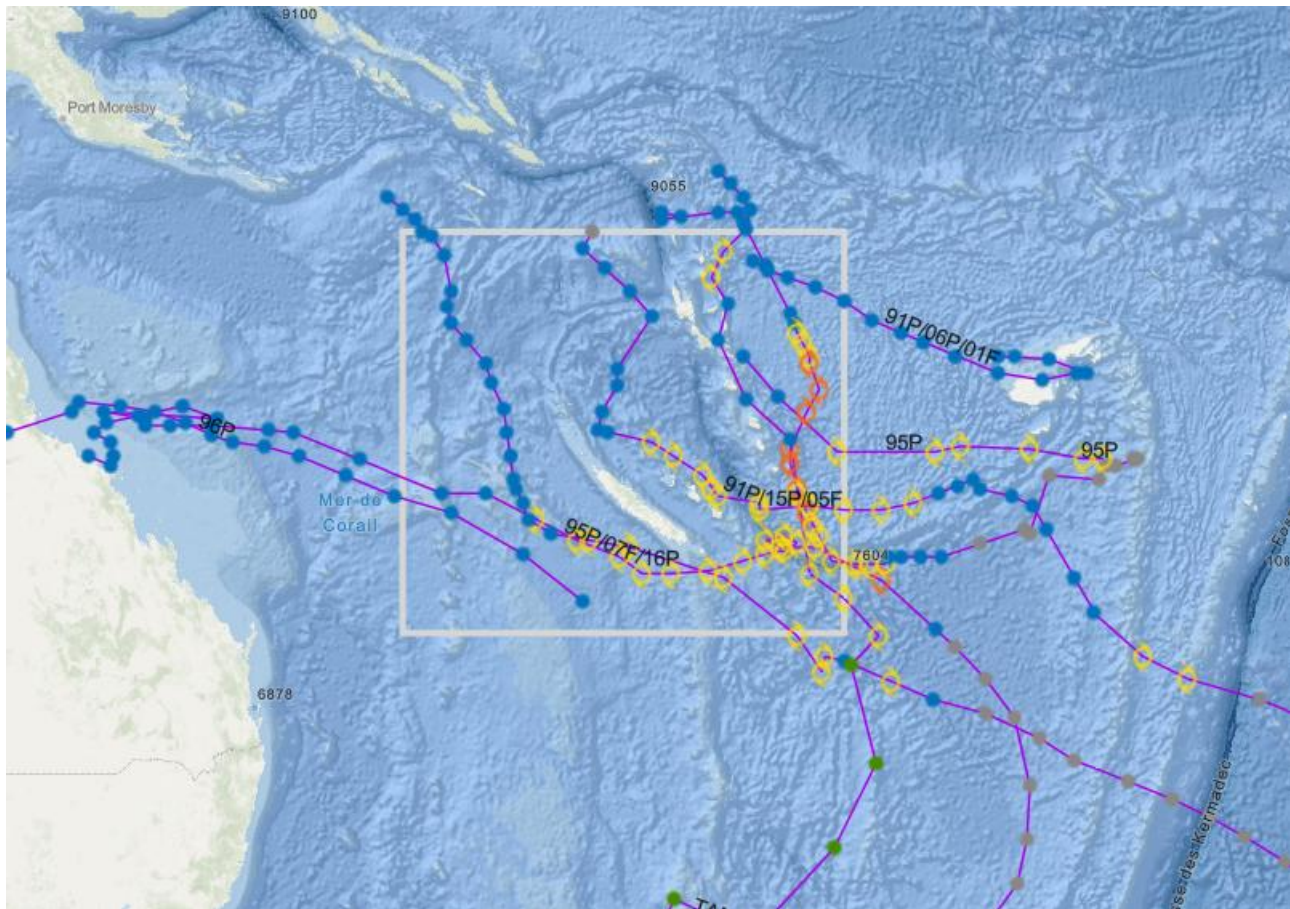 9100
Port Moresby
9055
91P/06P/01F
96P
95P
95P
91P/15P/05F
Mer de
Corail
95P/07F/16P
7604
6878